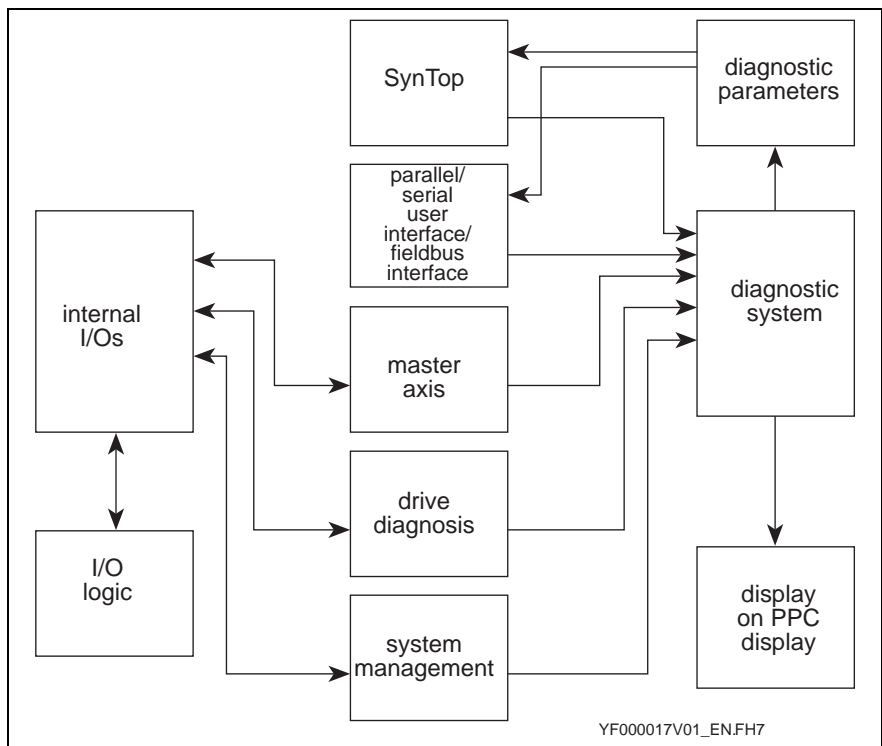 SynTop
diagnostic
parameters
parallel/
serial
user
interface/
fieldbus
interface
internal
I/Os
diagnostic
system
master
axis
drive
diagnosis
I/O
logic
display
on PPC
display
system
management
YF000017V01_EN.FH7